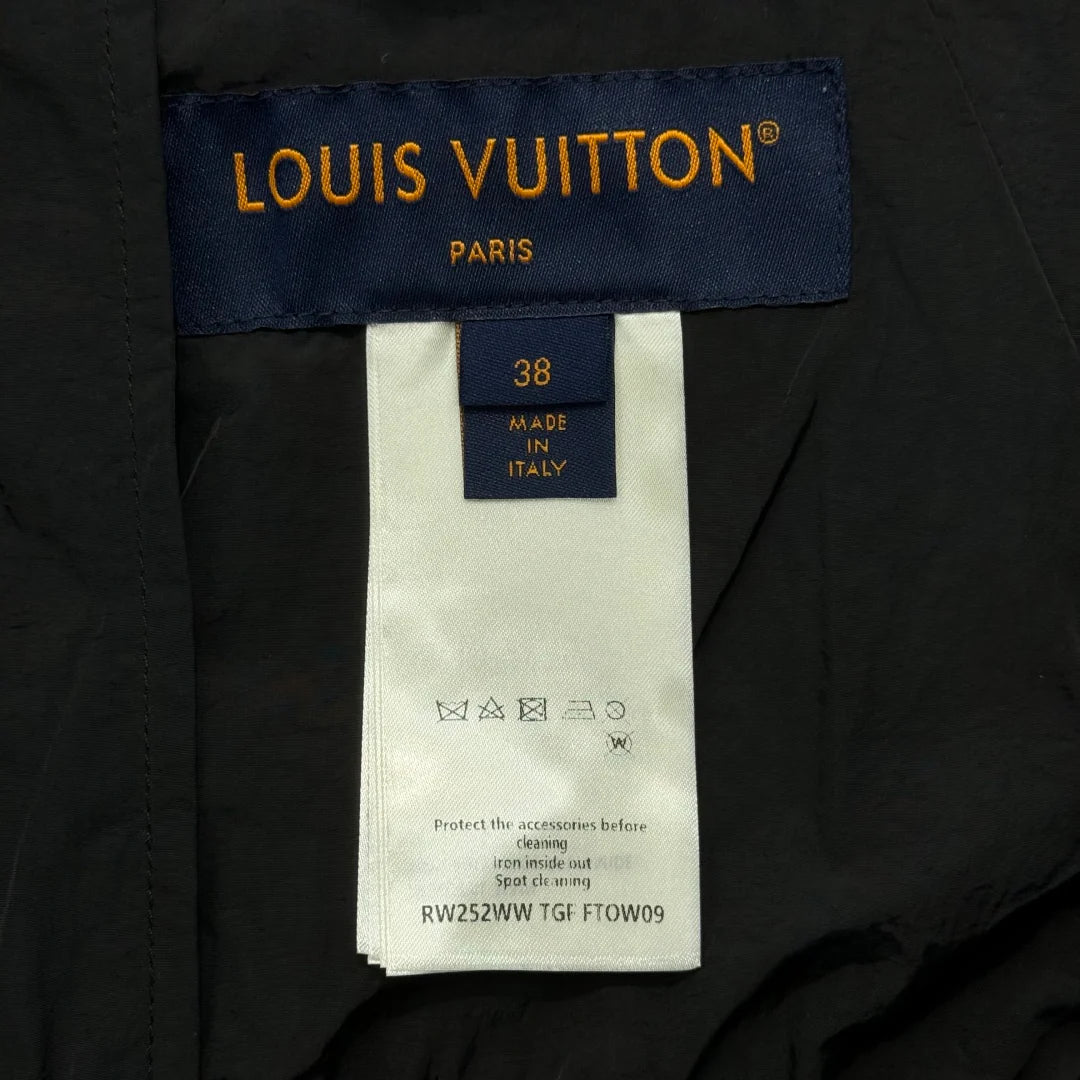 LOUIS VUITTON®
PARIS
38
MADE
IN
ITALY
W
Protect the accessories before
cleaning
Iron inside out
Spot cleaning
RW252WW TGF FTOW09